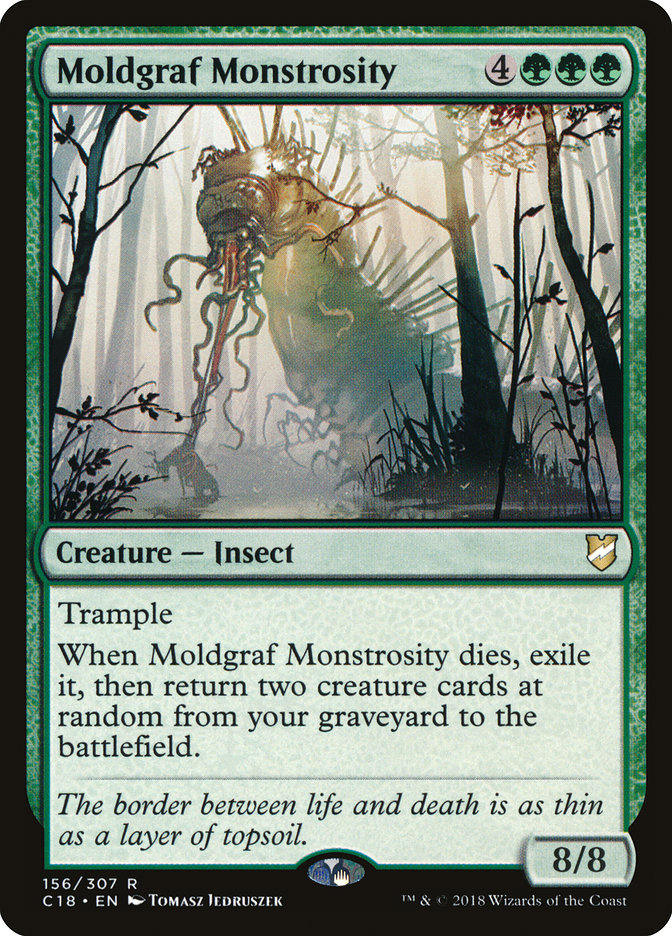 Moldgraf Monstrosity 4
Creature — Insect
Trample
When Moldgraf Monstrosity dies, exile
it, then return two creature cards at
random from your graveyard to the
battlefield.
The border between life and death is as thin
as a layer of topsoil.
8/8
156/307 R
C18 • EN Tomasz Jedruszek ™ & © 2018 Wizards of the Coast